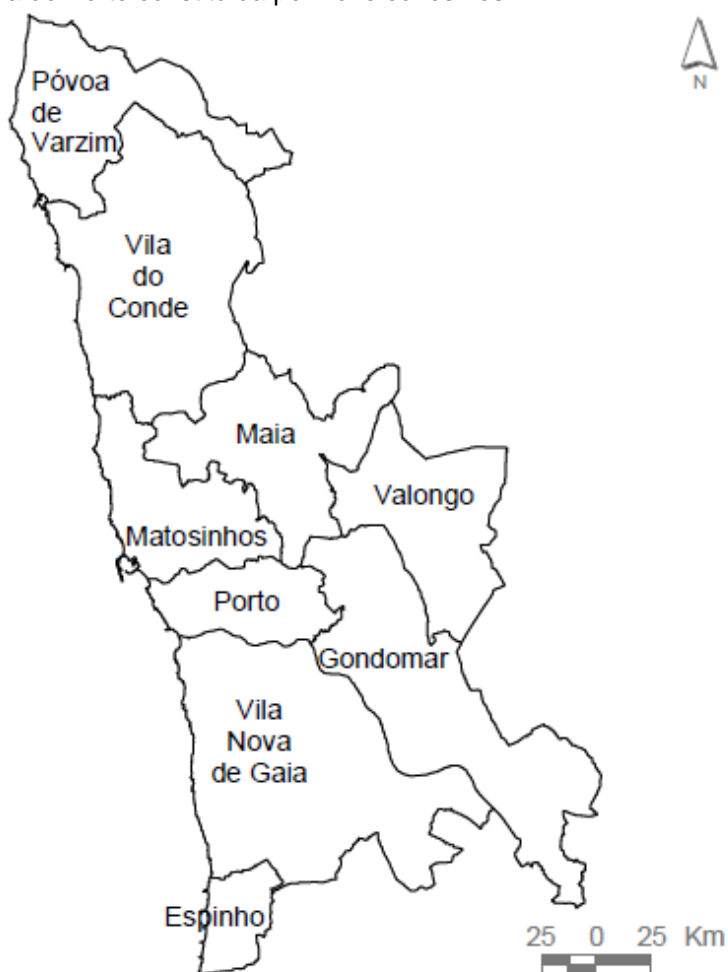 Póvoa
de
Varzim
N
Vila
do
Conde
Maia
Valongo
Matosinhos
Porto
Gondomar
Vila
Nova
de Gaia
Espinho
25 0 25 Km